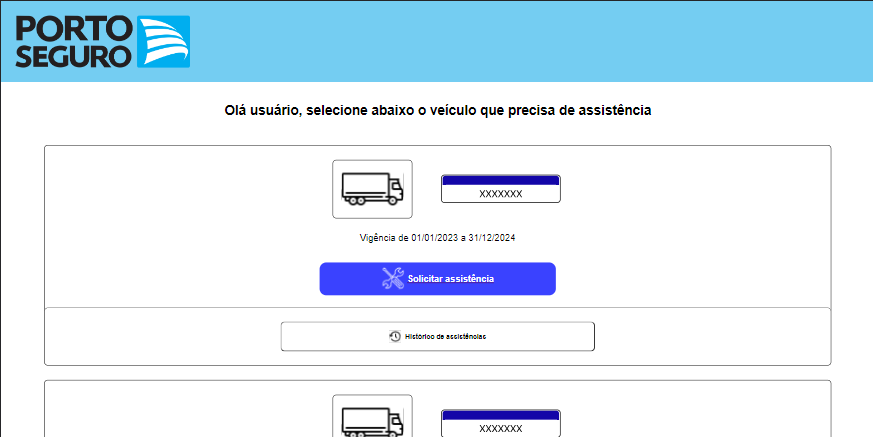 PORTO
SEGURO
Olá usuário, selecione abaixo o veículo que precisa de assistência
XXXXXXX
Vigência de 01/01/2023 a 31/12/2024
Solicitar assistência
Histórico de assistências
XXXXXXX